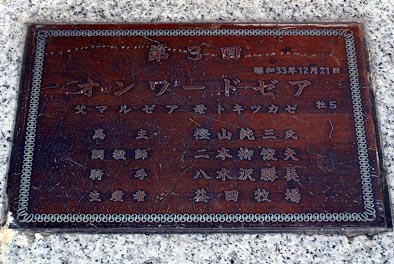 第3回
昭和33年12月21日
オンワードゼア
父マルゼア 母トキツカゼ 牡5
馬主 樫山純三氏
調教師 二本柳俊夫
騎手 八木沢勝美
生産者 益田牧場